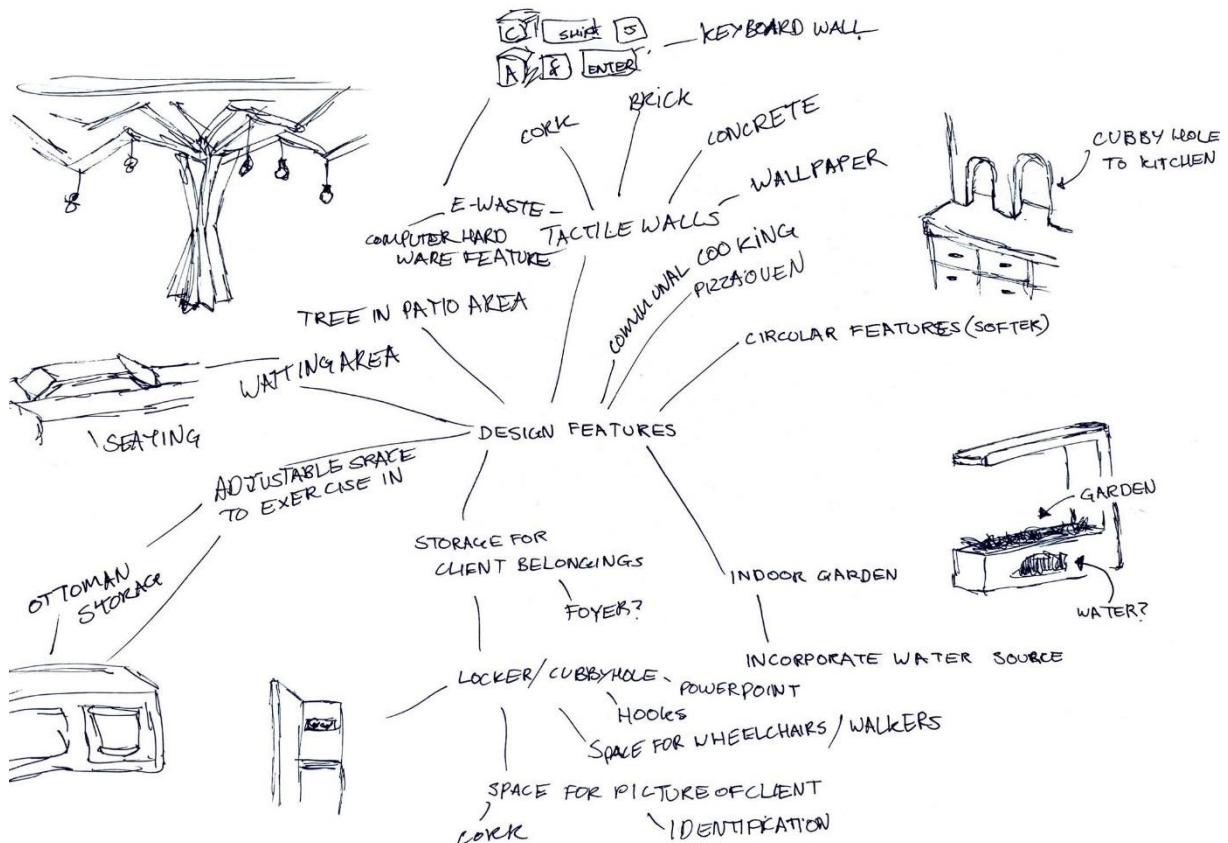 C SHIFT 5
A & ENTER
KEYBOARD WALL
CORK
BRICK
CONCRETE
WALLPAPER
CUBBY HOLE
TO KITCHEN
E-WASTE -
COMPUTER HARD
WARE FEATURE
TACTILE WALLS
COMMUNAL COOKING
PIZZA OVEN
TREE IN PATIO AREA
CIRCULAR FEATURES (SOFTEK)
WAITING AREA
SEATING
DESIGN FEATURES
ADJUSTABLE SPACE
TO EXERCISE IN
GARDEN
WATER?
STORAGE FOR
CLIENT BELONGINGS
FOYER?
INDOOR GARDEN
INCORPORATE WATER SOURCE
OTTOMAN
STORAGE
LOCKER/CUBBYHOLE
POWERPOINT
HOOKS
SPACE FOR WHEELCHAIRS/WALKERS
SPACE FOR PICTURE OF CLIENT
IDENTIFICATION
CORK